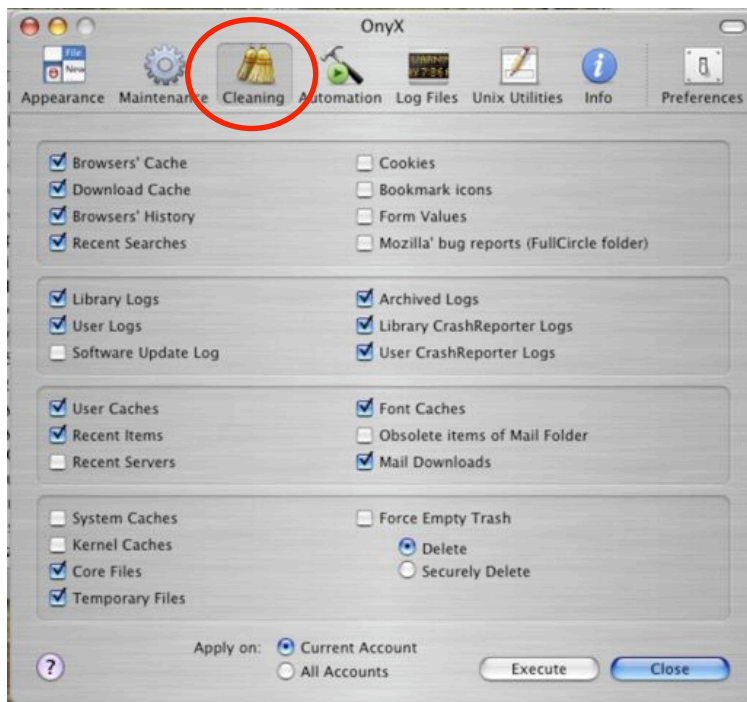 OnyX
File
New
Appearance Maintenance Cleaning Automation Log Files Unix Utilities Info Preferences
Browsers' Cache
Download Cache
Browsers' History
Recent Searches
Cookies
Bookmark icons
Form Values
Mozilla' bug reports (FullCircle folder)
Library Logs
User Logs
Software Update Log
Archived Logs
Library CrashReporter Logs
User CrashReporter Logs
User Caches
Recent Items
Recent Servers
Font Caches
Obsolete items of Mail Folder
Mail Downloads
System Caches
Kernel Caches
Core Files
Temporary Files
Force Empty Trash
Delete
Securely Delete
Apply on: Current Account
All Accounts
?
Execute
Close